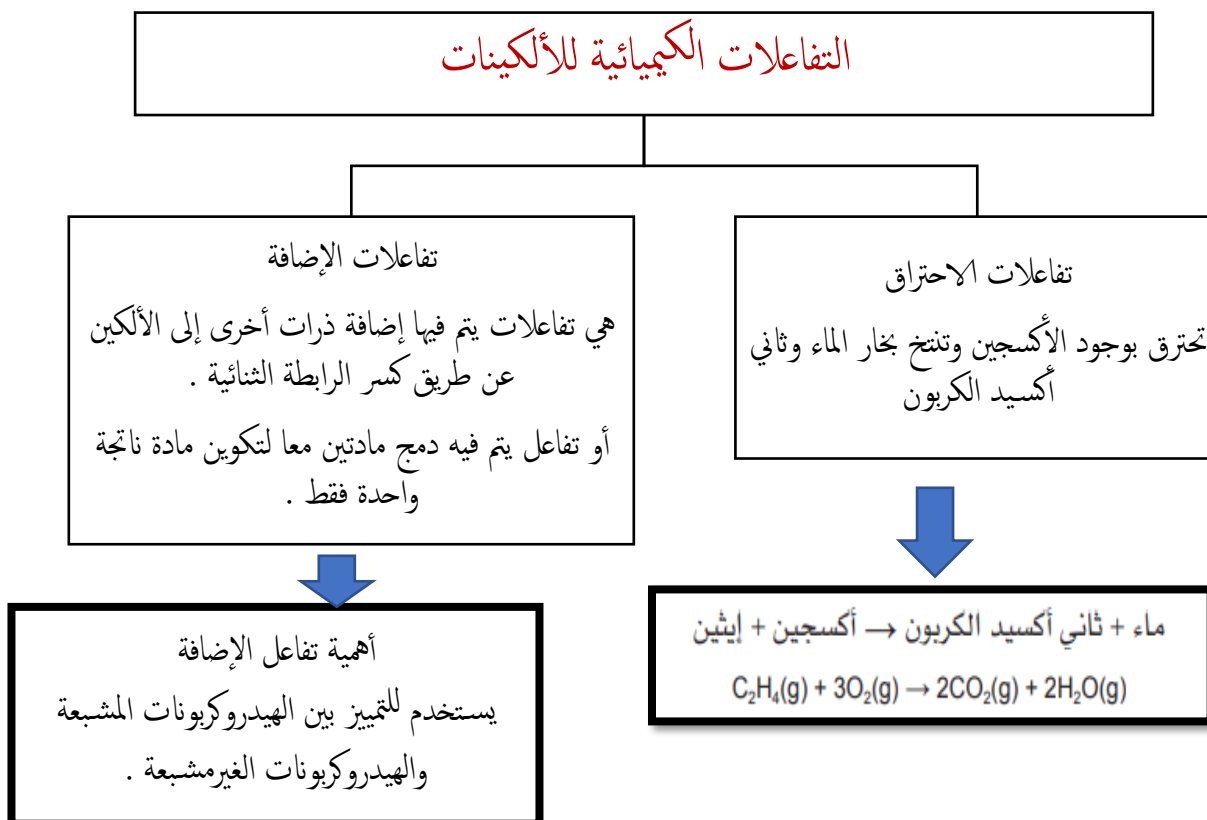 التفاعلات الكيميائية للألكينات
تفاعلات الاحتراق
تحترق بوجود الأكسجين وتنتخ بخار الماء وثاني
أكسيد الكربون
ماء + ثاني أكسيد الكربون → أكسجين + إيثين
C₂H₄(g) + 3O₂(g) → 2CO₂(g) + 2H₂O(g)
تفاعلات الإضافة
هي تفاعلات يتم فيها إضافة ذرات أخرى إلى الألكين
عن طريق كسر الرابطة الثنائية .
أو تفاعل يتم فيه دمج مادتين معا لتكوين مادة ناتجة
واحدة فقط .
أهمية تفاعل الإضافة
يستخدم للتمييز بين الهيدروكربونات المشبعة
والهيدروكربونات الغيرمشبعة .